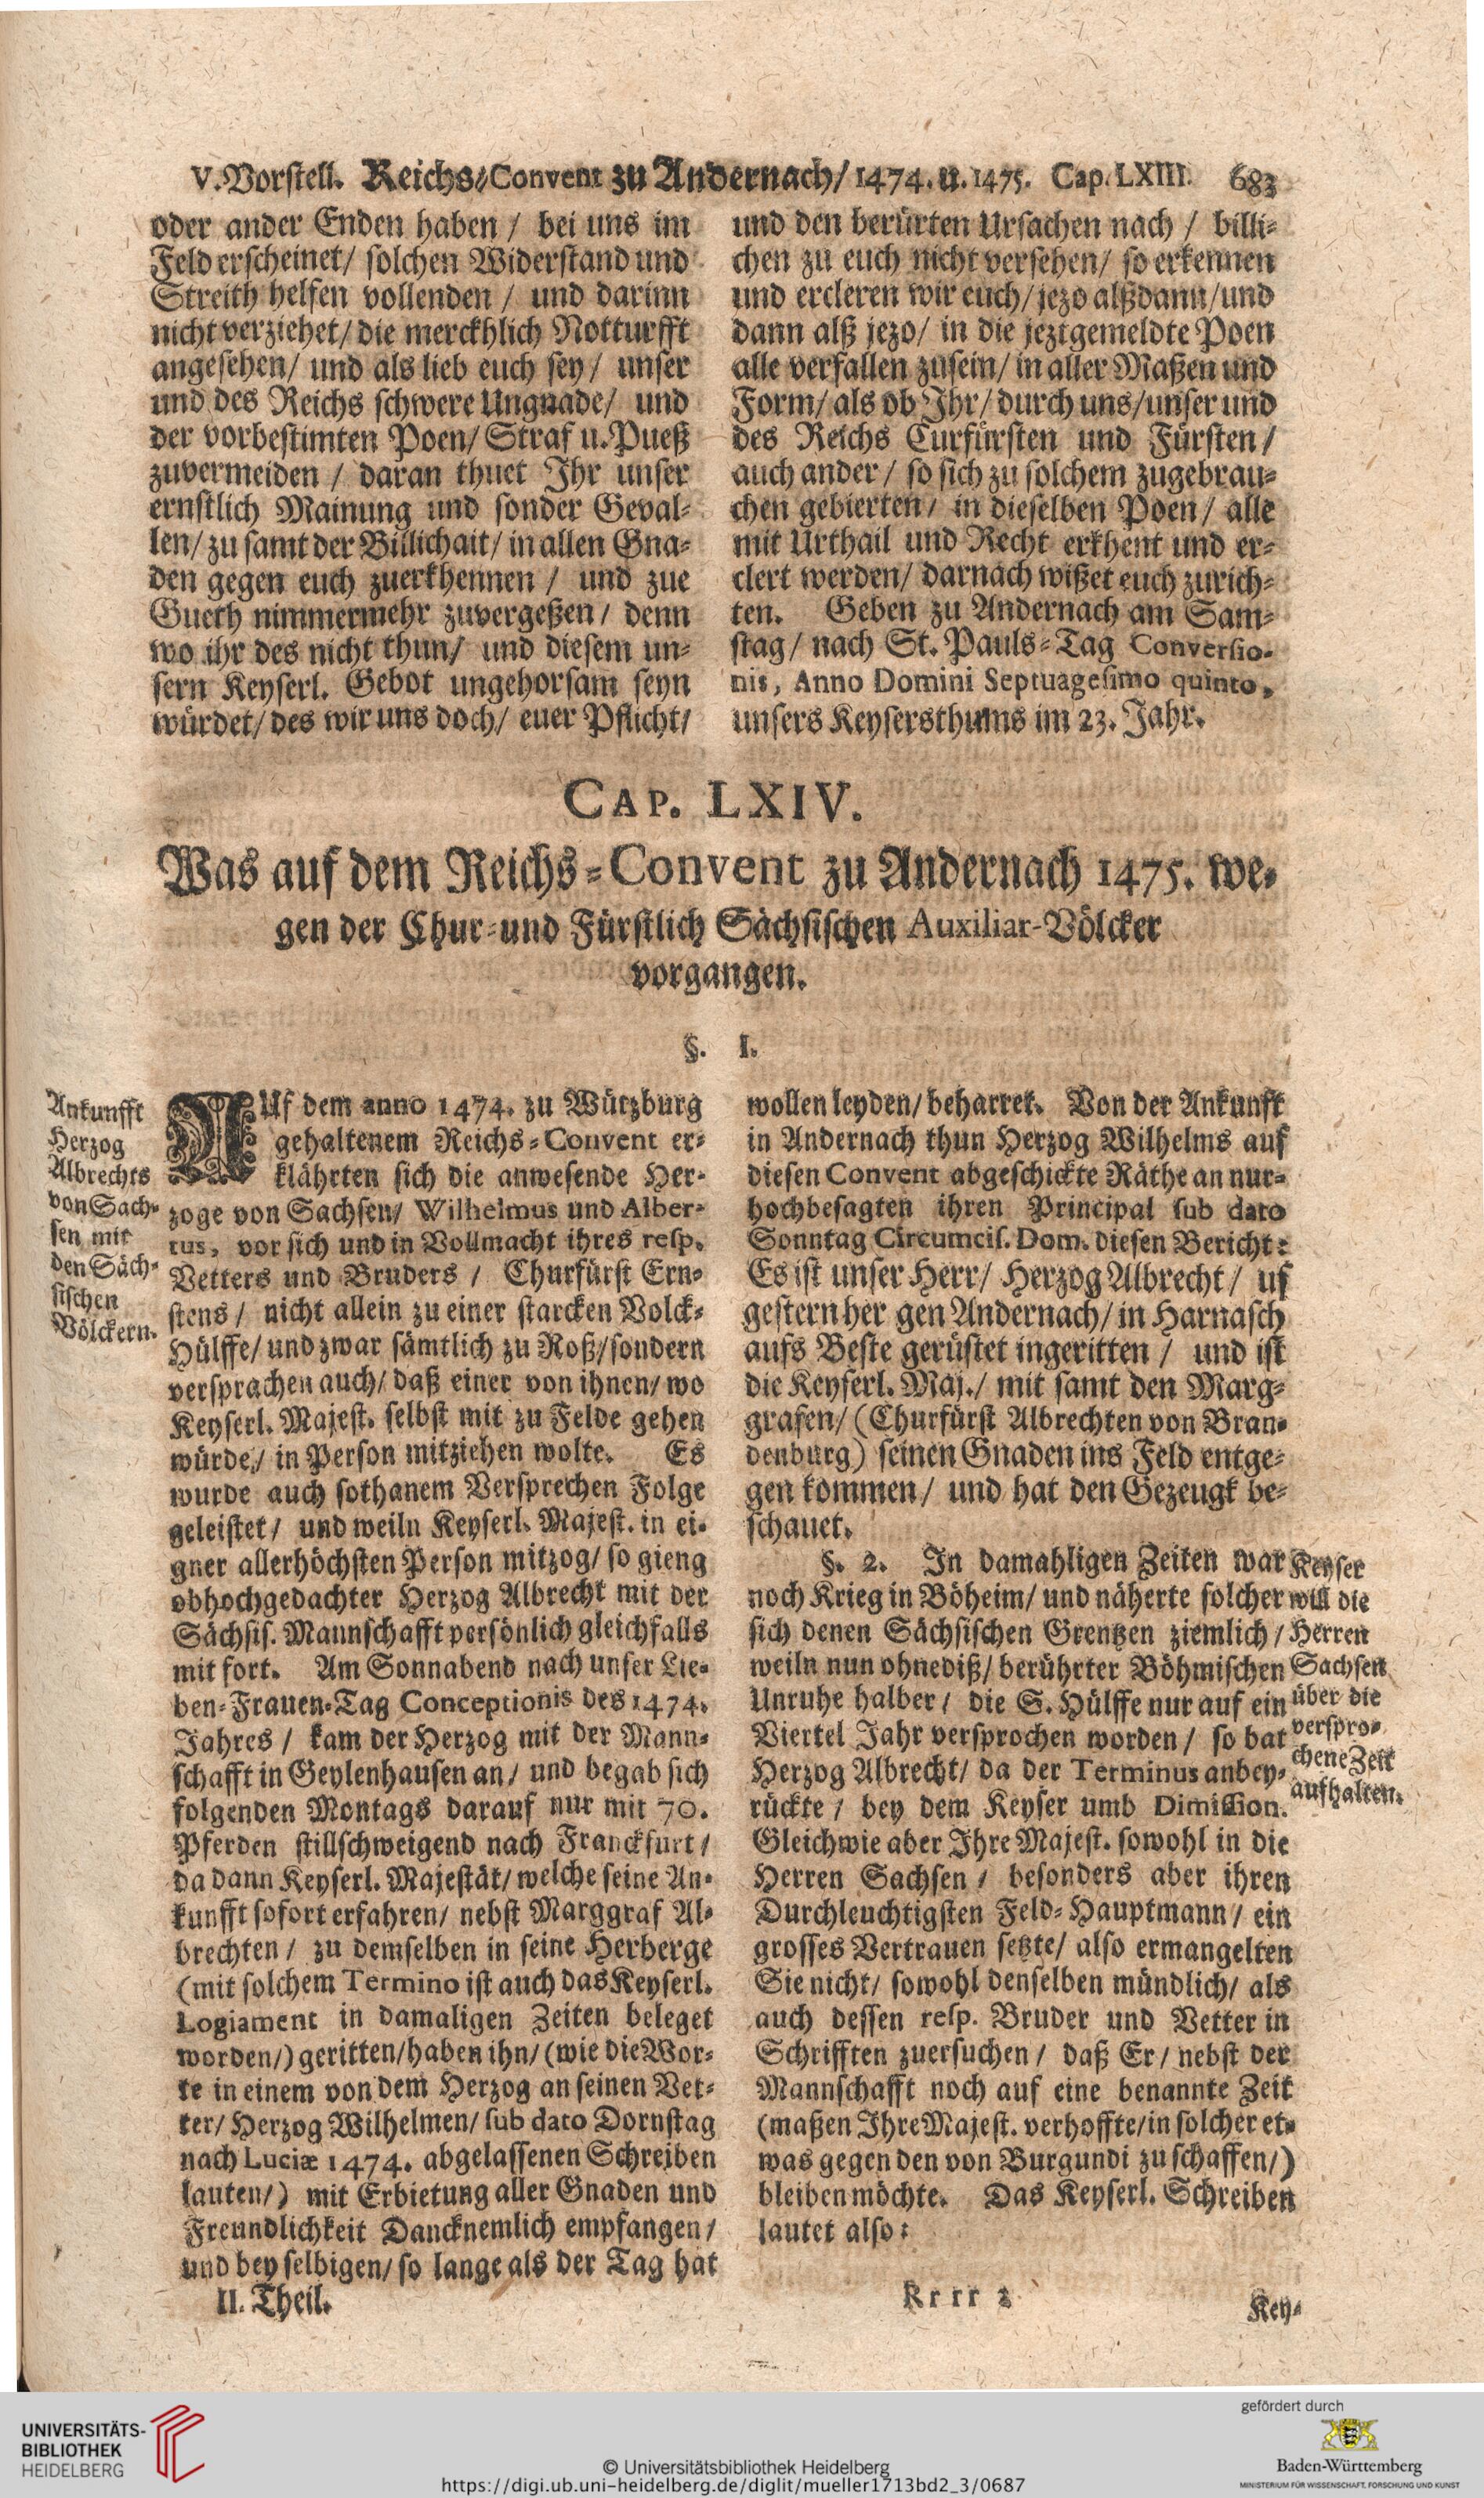 V. Vorstell. Reichs-Convent zu Andernach/ 1474. u. 1475. Cap. LXIII. 683
oder ander Enden haben / bei uns im
Feld erscheinet/ solchen Widerstand und
Streith helfen vollenden / und darinn
nicht verziehet/ die merckhlich Notturfft
angesehen/ und als lieb euch sey/ unser
und des Reichs schwere Ungnade/ und
der vorbestimten Poen/ Straf u. Pueß
zuvermeiden / daran thuet Ihr unser
ernstlich Mainung und sonder Geval-
len/ zu samt der Billichait/ in allen Gna-
den gegen euch zuerkhennen / und zue
Gueth nimmermehr zuvergeßen / denn
wo ihr des nicht thun/ und diesem un-
sern Keyserl. Gebot ungehorsam seyn
würdet/ des wir uns doch/ euer Pflicht/
und den berürten Ursachen nach / billi-
chen zu euch nicht versehen/ so erkennen
und ercleren wir euch/ jezo alßdann/ und
dann alß jezo/ in die jeztgemeldte Poen
alle verfallen zusein/ in aller Maßen und
Form/ als ob Ihr/ durch uns/ unser und
des Reichs Curfürsten und Fürsten /
auch ander / so sich zu solchem zugebrau-
chen gebierten / in dieselben Poen / alle
mit Urthail und Recht erkhent und er-
clert werden/ darnach wißet euch zurich-
ten. Geben zu Andernach am Sam-
stag / nach St. Pauls-Tag Conversio-
nis, Anno Domini Septuagesimo quinto,
unsers Keysersthums im 23. Jahr.
CAP. LXIV.
Was auf dem Reichs-Convent zu Andernach 1475. we-
gen der Chur- und Fürstlich Sächsischen Auxiliar-Völcker
vorgangen.
§. I.
Ankunfft
Herzog
Albrechts
von Sach-
sen mit
den Säch-
sischen
Völckern.
AUf dem anno 1474. zu Würzburg
gehaltenem Reichs-Convent er-
klährten sich die anwesende Her-
zoge von Sachsen/ Wilhelmus und Alber-
tus, vor sich und in Vollmacht ihres resp.
Vetters und Bruders / Churfürst Ern-
stens / nicht allein zu einer starcken Volck-
Hülffe/ und zwar sämtlich zu Roß/ sondern
versprachen auch/ daß einer von ihnen/ wo
Keyserl. Majest. selbst mit zu Felde gehen
würde/ in Person mitziehen wolte. Es
wurde auch sothanem Versprechen Folge
geleistet / und weiln Keyserl. Majest. in ei-
gner allerhöchsten Person mitzog/ so gieng
obhochgedachter Herzog Albrecht mit der
Sächsis. Mannschafft persönlich gleichfalls
mit fort. Am Sonnabend nach unser Lie-
ben-Frauen-Tag Conceptionis des 1474.
Jahres / kam der Herzog mit der Mann-
schafft in Geylenhausen an / und begab sich
folgenden Montags darauf nur mit 70.
Pferden stillschweigend nach Franckfurt /
da dann Keyserl. Majestät/ welche seine An-
kunfft sofort erfahren/ nebst Marggraf Al-
brechten / zu demselben in seine Herberge
(mit solchem Termino ist auch das Keyserl.
Logiament in damaligen Zeiten beleget
worden/) geritten/ haben ihn/ (wie die Wor-
te in einem von dem Herzog an seinen Vet-
ter/ Herzog Wilhelmen/ sub dato Dornstag
nach Luciæ 1474. abgelassenen Schreiben
lauten/) mit Erbietung aller Gnaden und
Freundlichkeit Dancknemlich empfangen /
und bey selbigen/ so lange als der Tag hat
wollen leyden/ beharret. Von der Ankunft
in Andernach thun Herzog Wilhelms auf
diesen Convent abgeschickte Räthe an nur-
hochbesagten ihren Principal sub dato
Sonntag Circumcis. Dom. diesen Bericht:
Es ist unser Herr/ Herzog Albrecht / uf
gestern her gen Andernach/ in Harnasch
aufs Beste gerüstet ingeritten / und ist
die Keyserl. Maj./ mit samt den Marg-
grafen/ (Churfürst Albrechten von Bran-
denburg) seinen Gnaden ins Feld entge-
gen kommen / und hat den Gezeugk be-
schauet.
§. 2. In damahligen Zeiten war
noch Krieg in Böheim/ und näherte solcher
sich denen Sächsischen Grentzen ziemlich /
weiln nun ohnediß/ berührter Böhmischen
Unruhe halber / die S. Hülffe nur auf ein
Viertel Jahr versprochen worden / so bat
Herzog Albrecht/ da der Terminus anbey-
rückte / bey dem Keyser umb Dimission.
Gleichwie aber Ihre Majest. sowohl in die
Herren Sachsen / besonders aber ihren
Durchleuchtigsten Feld-Hauptmann / ein
grosses Vertrauen setzte/ also ermangelten
Sie nicht/ sowohl denselben mündlich/ als
auch dessen resp. Bruder und Vetter in
Schrifften zuersuchen / daß Er / nebst der
Mannschafft noch auf eine benannte Zeit
(maßen Ihre Majest. verhoffte/ in solcher et-
was gegen den von Burgundi zu schaffen/)
bleiben möchte. Das Keyserl. Schreiben
lautet also:
Keyser
will die
Herren
Sachsen
über die
verspro-
chene Zeit
aufhalten.
II. Theil.
Rrrr 2
Key-
UNIVERSITÄTS-
BIBLIOTHEK
HEIDELBERG
© Universitätsbibliothek Heidelberg
https://digi.ub.uni-heidelberg.de/diglit/mueller1713bd2_3/0687
gefördert durch
Baden-Württemberg
MINISTERIUM FÜR WISSENSCHAFT, FORSCHUNG UND KUNST